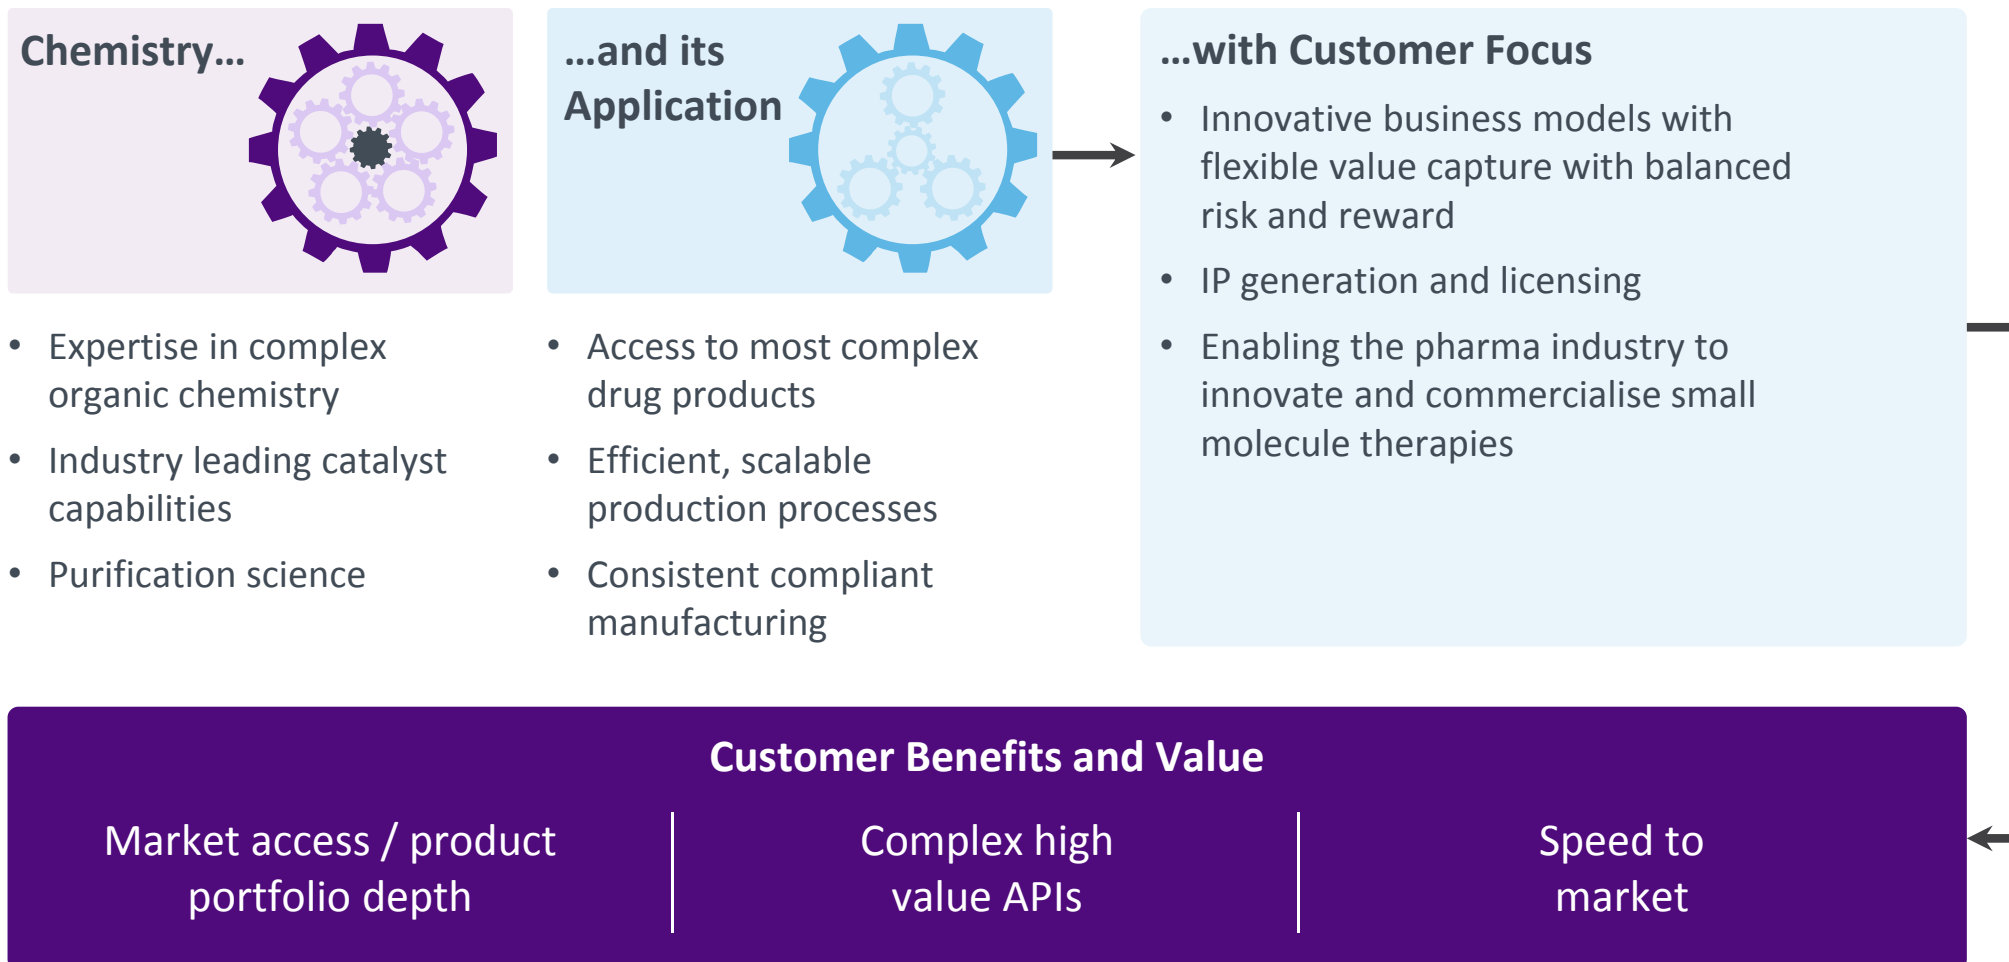 Chemistry...
...and its
Application
...with Customer Focus
• Innovative business models with
flexible value capture with balanced
risk and reward
• IP generation and licensing
• Enabling the pharma industry to
innovate and commercialise small
molecule therapies
• Expertise in complex
organic chemistry
• Industry leading catalyst
capabilities
• Purification science
• Access to most complex
drug products
• Efficient, scalable
production processes
• Consistent compliant
manufacturing
Customer Benefits and Value
Market access / product
portfolio depth
Complex high
value APIs
Speed to
market